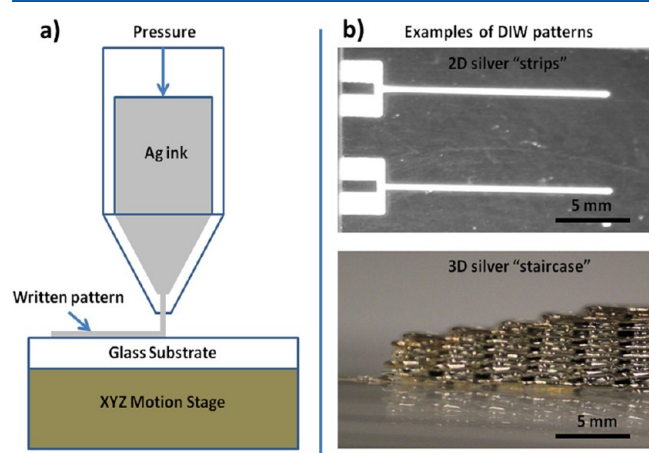 a)
Pressure
Ag ink
Written pattern
Glass Substrate
XYZ Motion Stage
b)
Examples of DIW patterns
2D silver “strips”
5 mm
3D silver “staircase”
5 mm